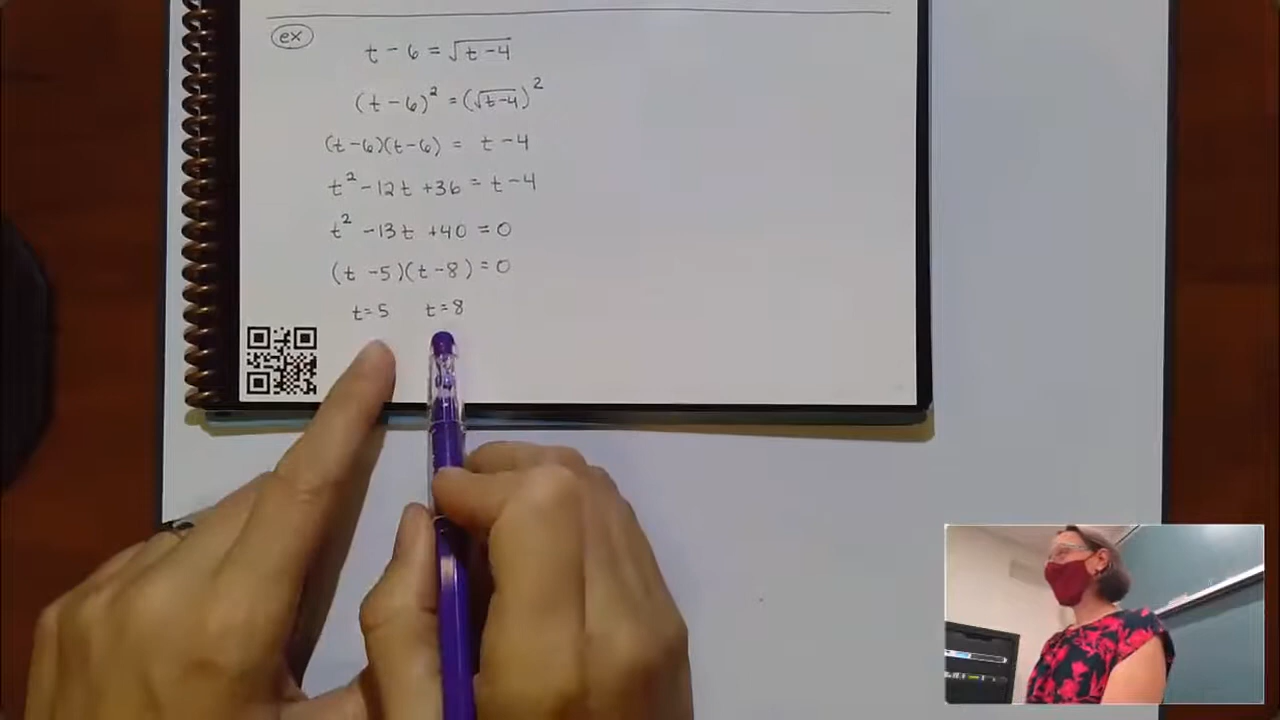 ex
t - 6 = √(t-4)
(t-6)² = (√(t-4))²
(t-6)(t-6) = t-4
t² -12t +36 = t-4
t² -13t +40 = 0
(t-5)(t-8) = 0
t=5 t=8